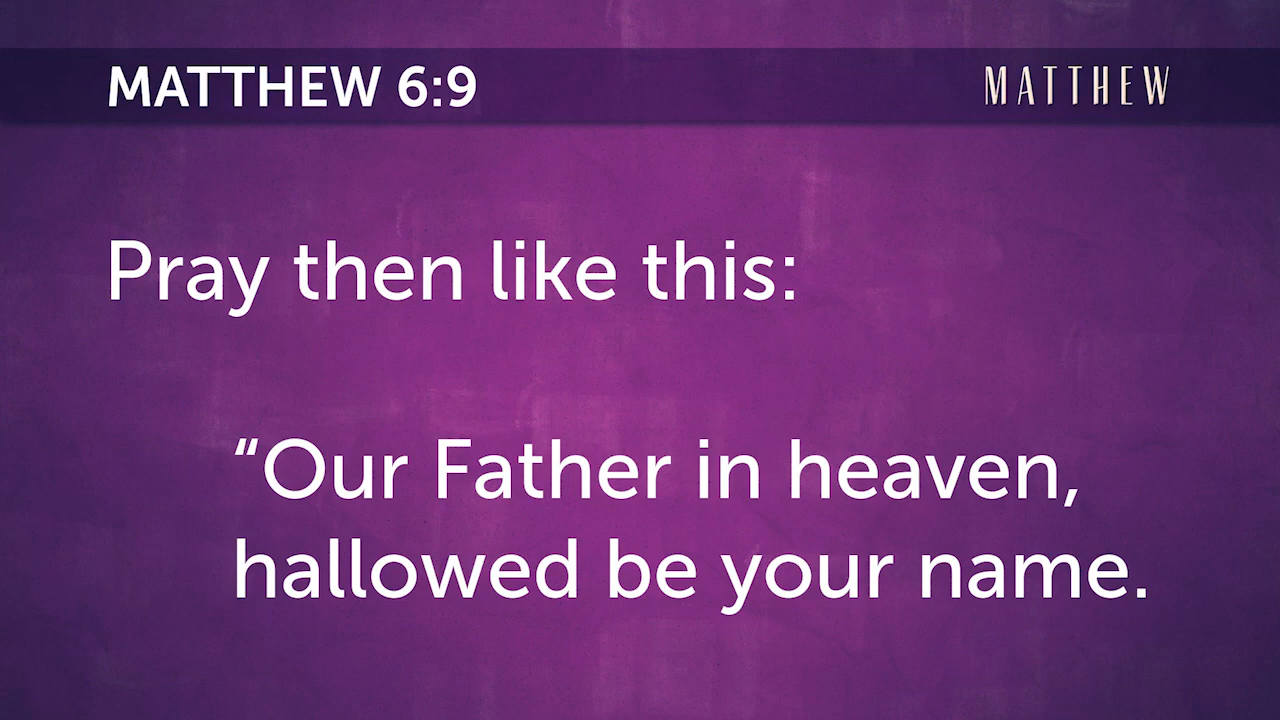 MATTHEW 6:9
MATTHEW
Pray then like this:
“Our Father in heaven,
hallowed be your name.